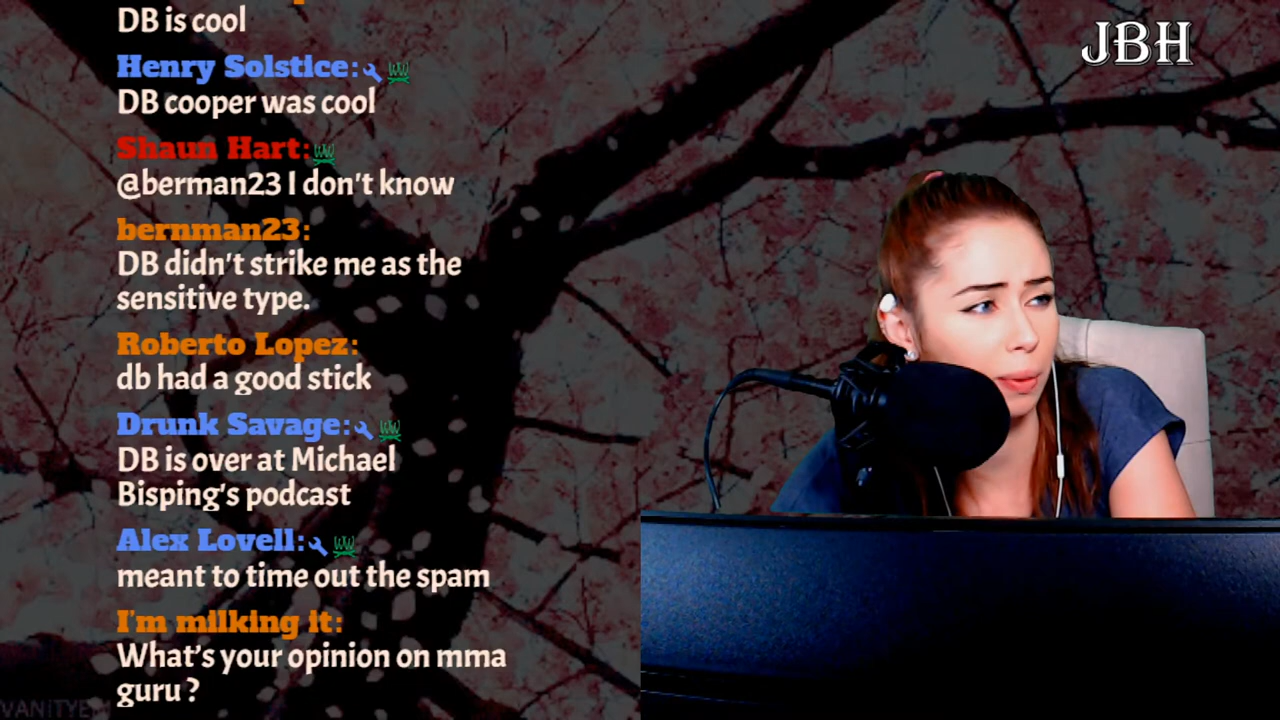 DB is cool
JBH
Henry Solstice:
DB cooper was cool
Shaun Hart:
@berman23 I don't know
bernman23:
DB didn't strike me as the
sensitive type.
Roberto Lopez:
db had a good stick
Drunk Savage:
DB is over at Michael
Bisping's podcast
Alex Lovell:
meant to time out the spam
I'm milking it:
What's your opinion on mma
guru ?